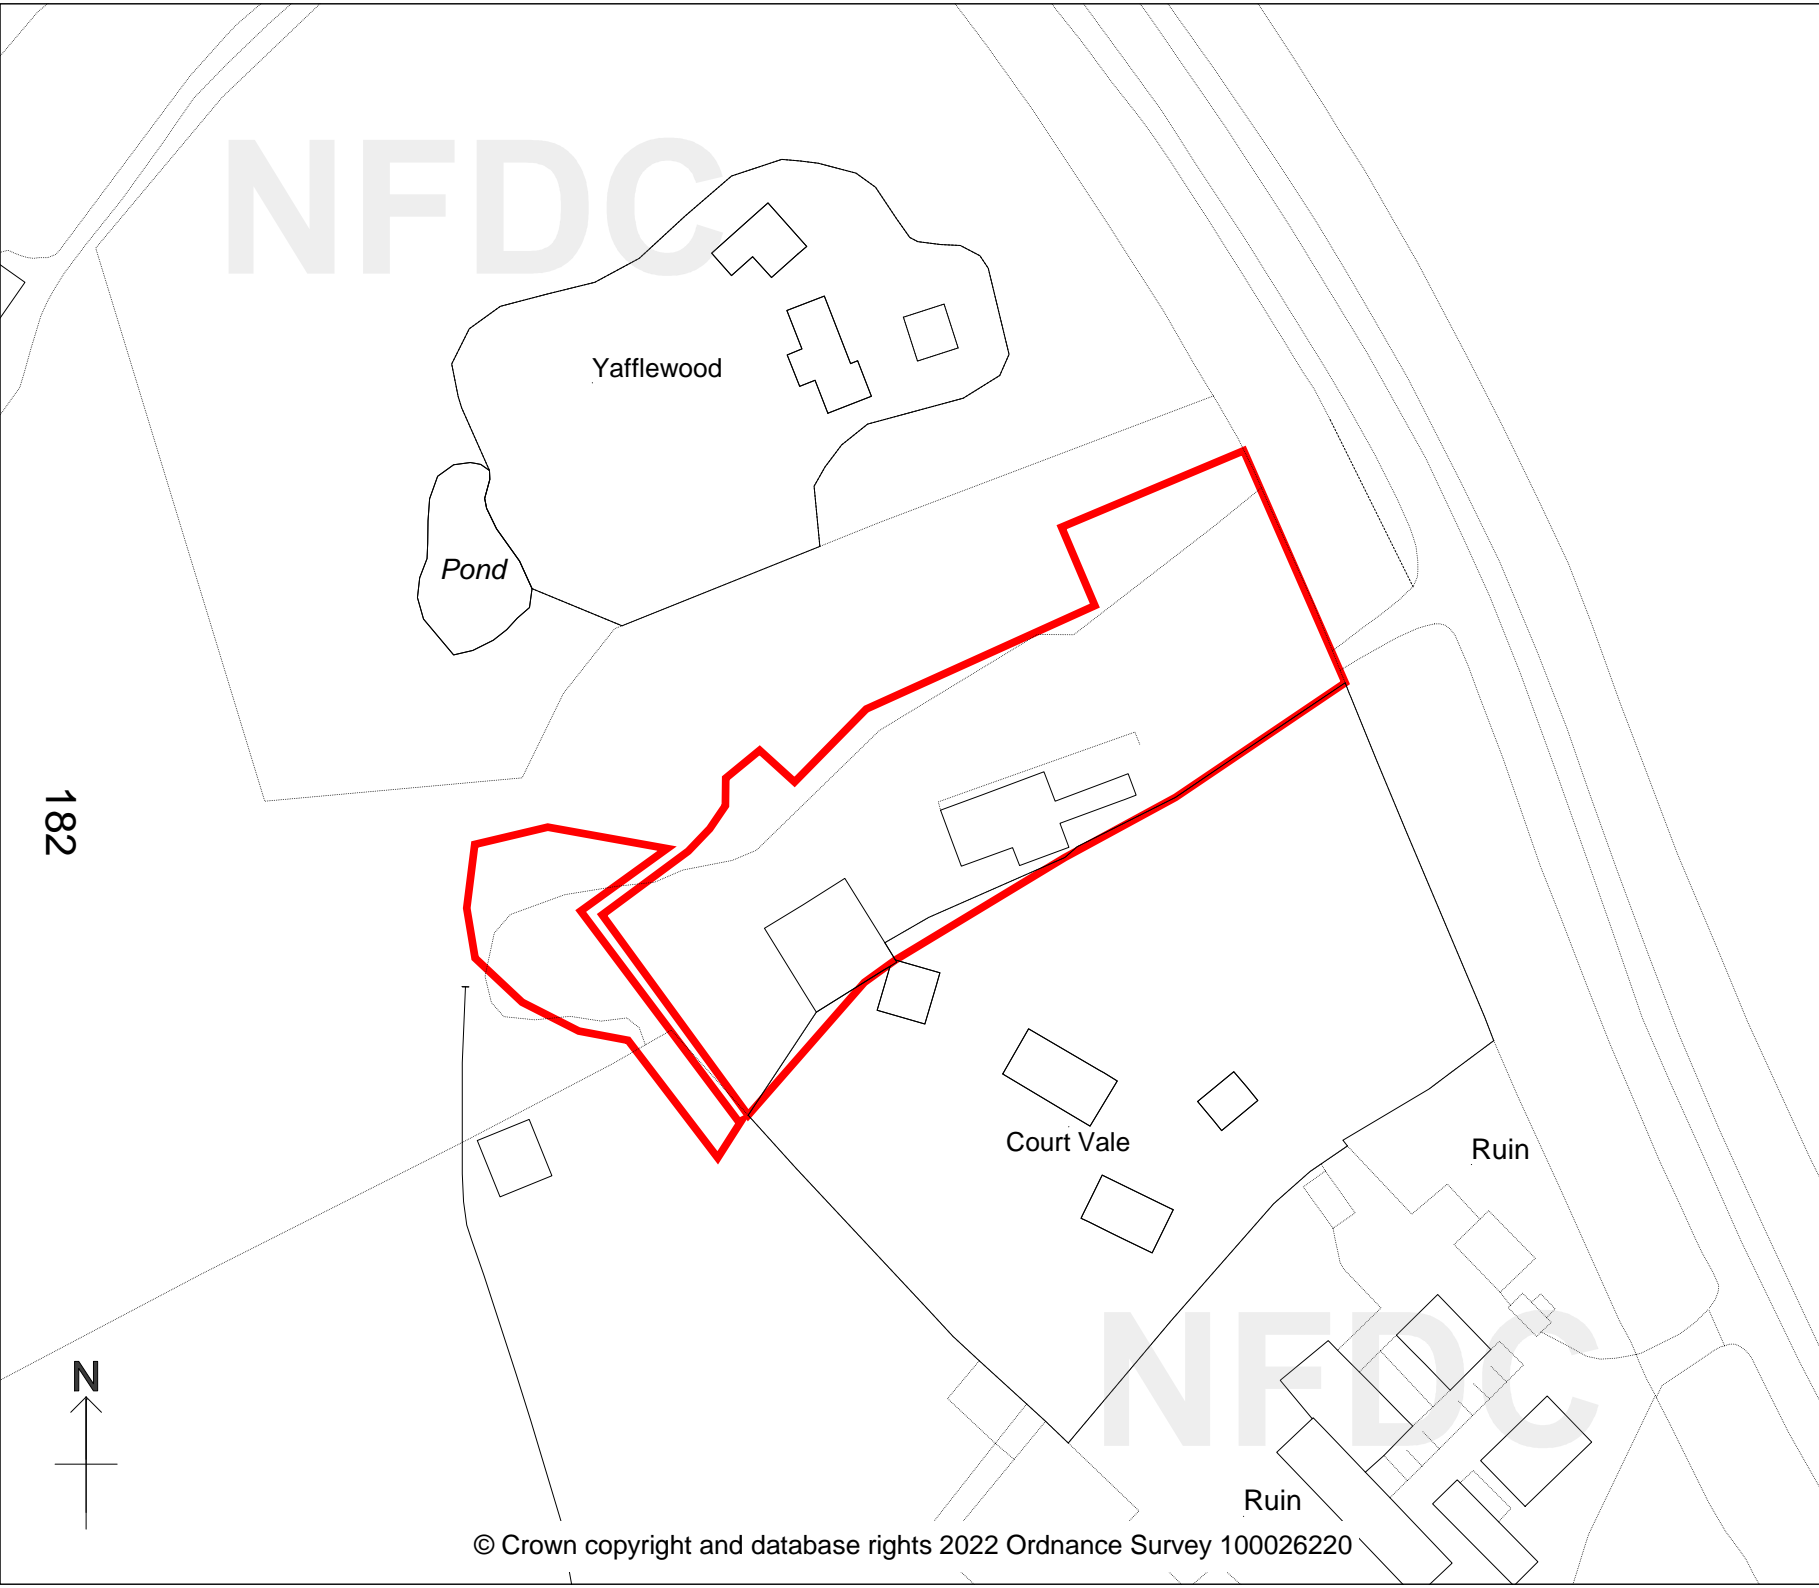 NFDC
Yafflewood
Pond
182
Court Vale
Ruin
N
NFDC
Ruin
© Crown copyright and database rights 2022 Ordnance Survey 100026220